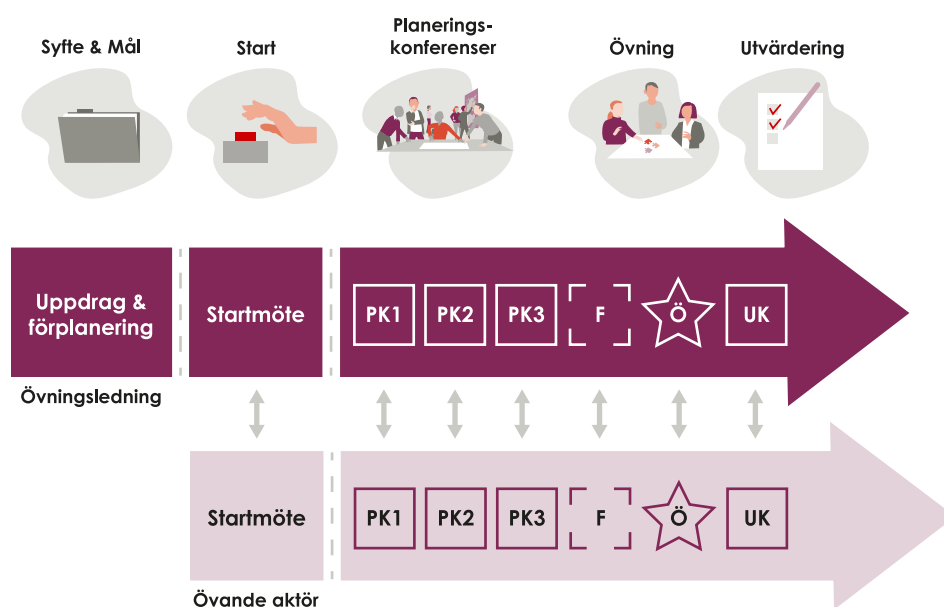 Syfte & Mål
Start
Planerings-
konferenser
Övning
Utvärdering
Uppdrag &
förplanering
Startmöte
PK1
PK2
PK3
F
Ö
UK
Övningsledning
Startmöte
PK1
PK2
PK3
F
Ö
UK
Övande aktör